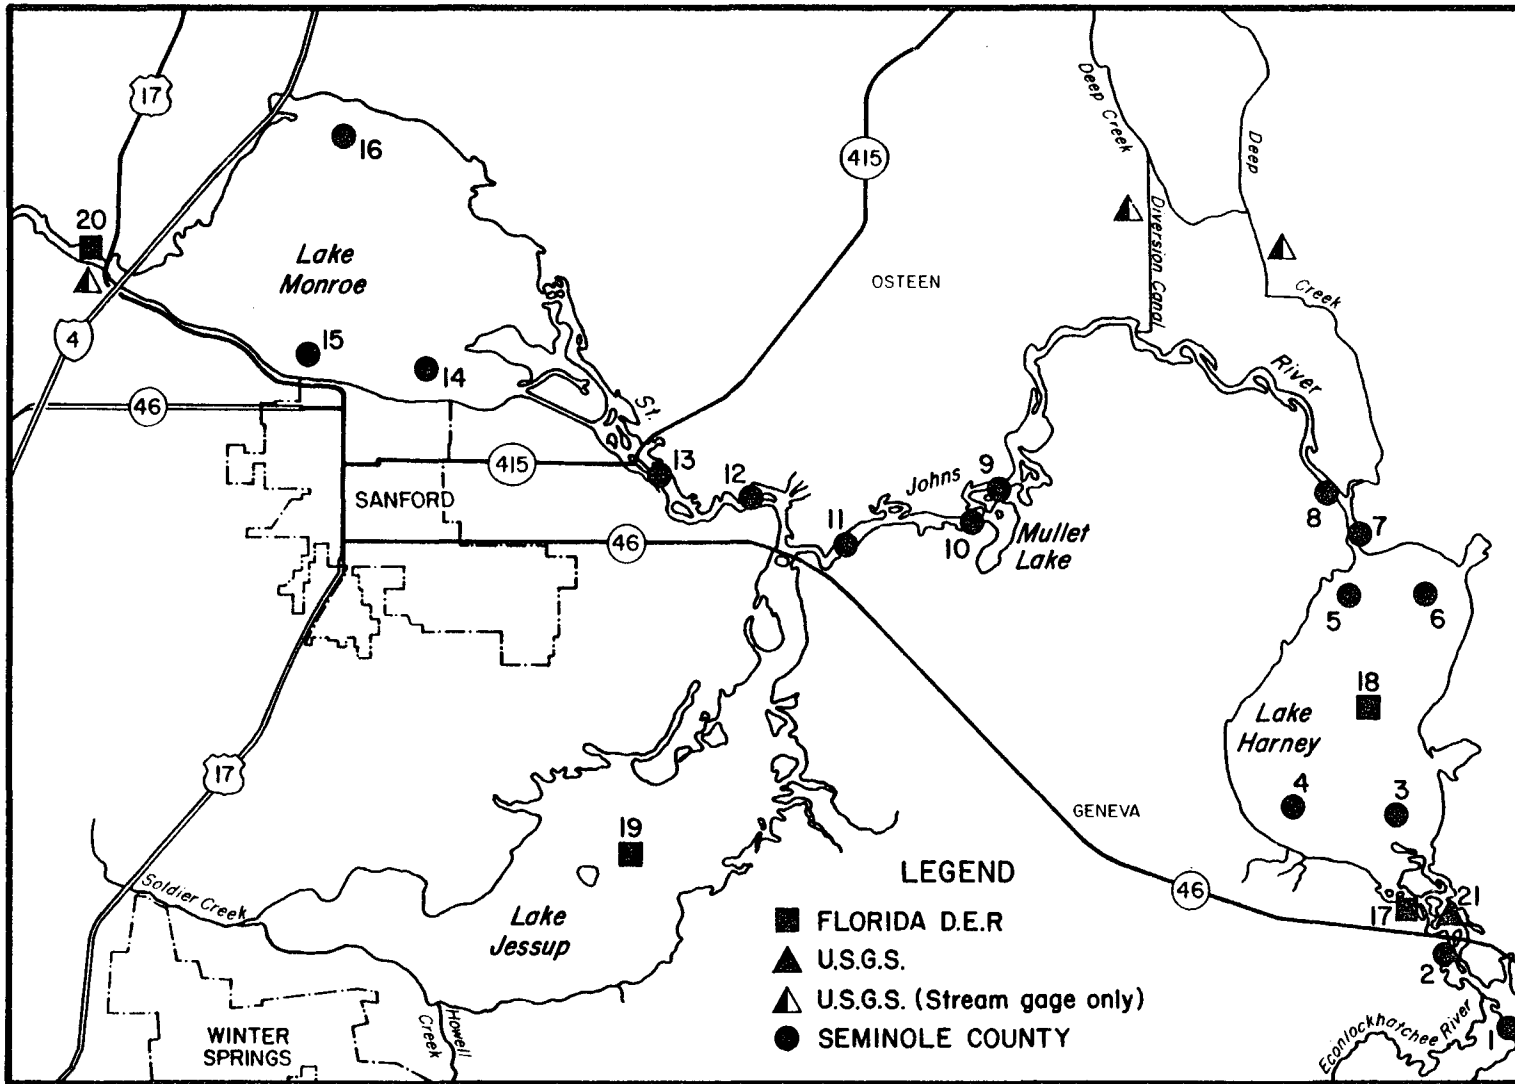 17
16
415
Deep Creek
Deep
20
Diversion Canal
Lake
Monroe
OSTEEN
Creek
4
15
14
River
46
St.
415
13
SANFORD
12
9
Johns
8
7
11
10
Mullet
Lake
46
5
6
18
Lake
Harney
17
4
3
GENEVA
19
LEGEND
Soldier Creek
46
17
21
Lake
Jessup
FLORIDA D.E.R
U.S.G.S.
2
U.S.G.S. (Stream gage only)
Econlockhatchee River
1
WINTER
SPRINGS
Howell
Creek
SEMINOLE COUNTY